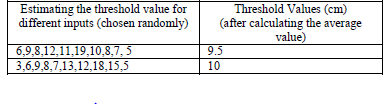 Estimating the threshold value for different inputs (chosen randomly)
Threshold Values (cm) (after calculating the average value)
6,9,8,12,11,19,10,8,7, 5
9.5
3,6,9,8,7,13,12,18,15,5
10